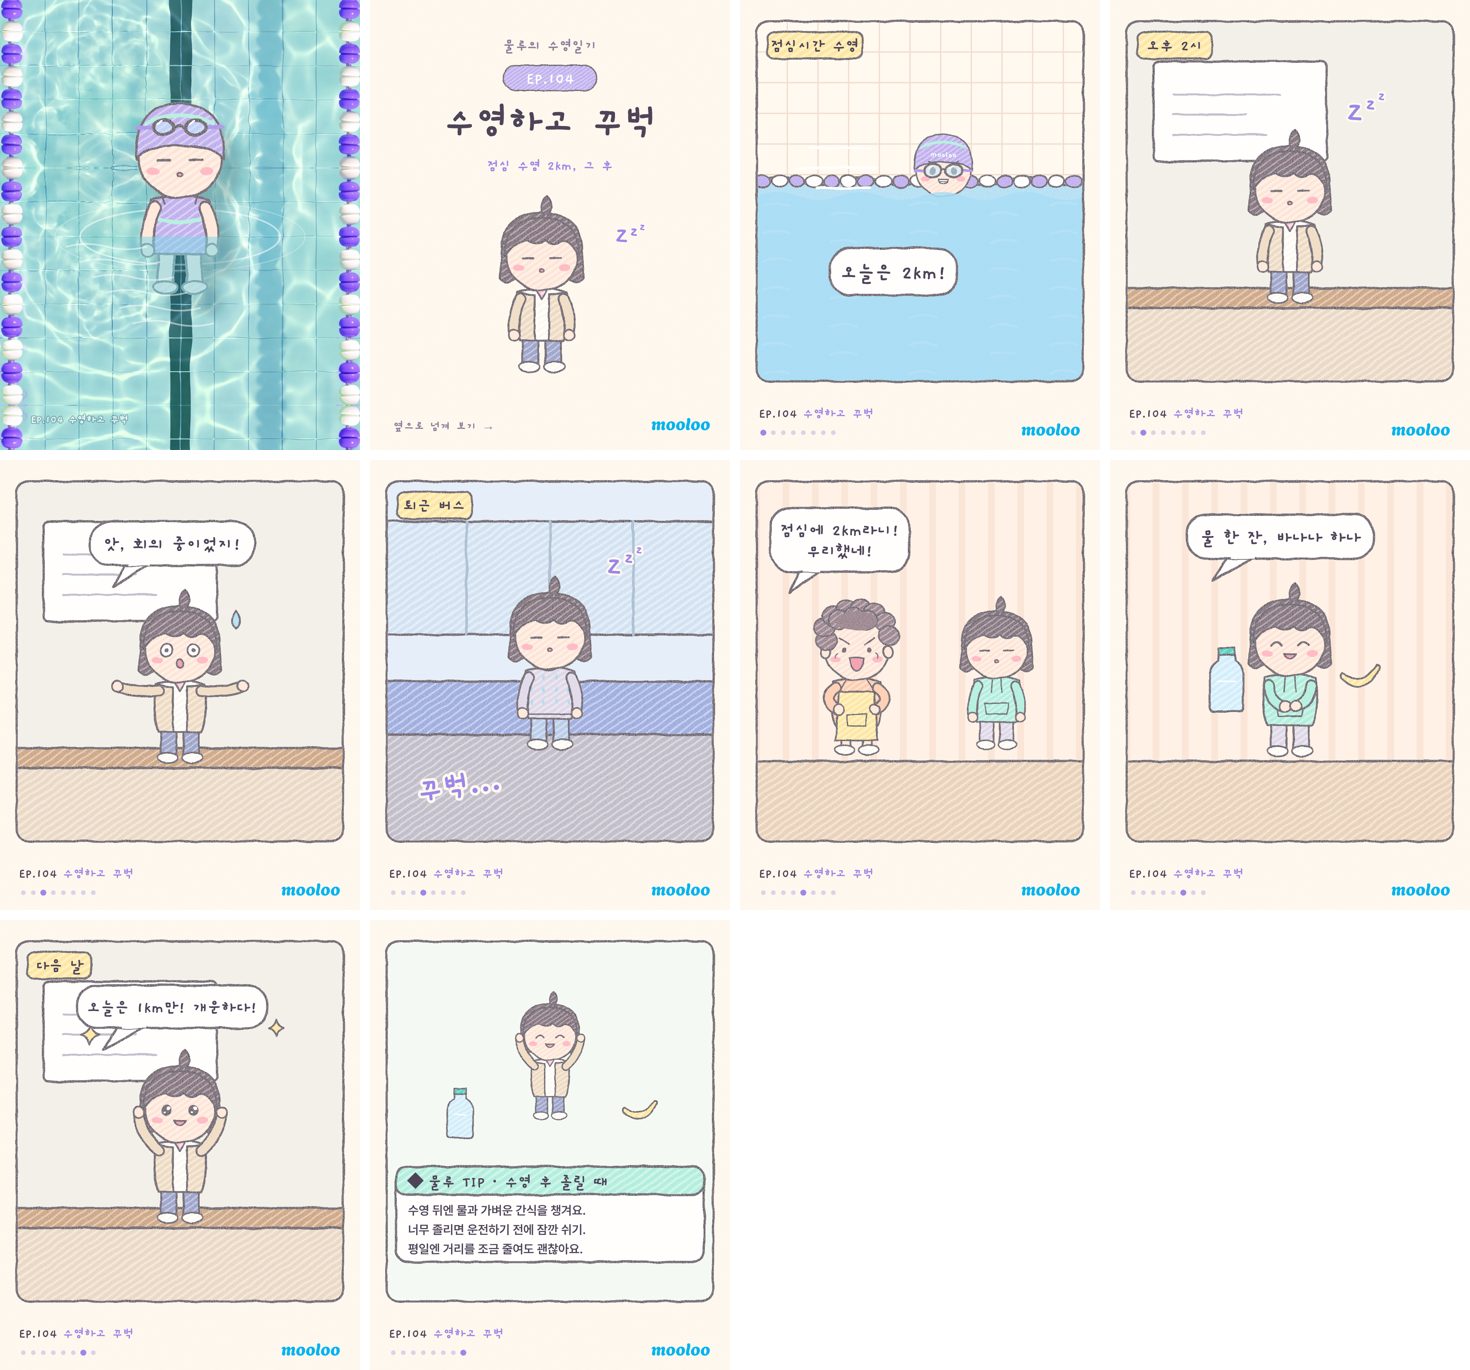 EP.104 수영하고 꾸벅
물루의 수영일기
EP.104
수영하고 꾸벅
점심 수영 2km, 그 후
z z z
옆으로 넘겨 보기 →
mooloo
점심시간 수영
mooloo
오늘은 2km!
EP.104 수영하고 꾸벅
mooloo
오후 2시
z z z
EP.104 수영하고 꾸벅
mooloo
앗, 회의 중이었지!
EP.104 수영하고 꾸벅
mooloo
퇴근 버스
z z z
꾸벅...
EP.104 수영하고 꾸벅
mooloo
점심에 2km라니!
무리했네!
EP.104 수영하고 꾸벅
mooloo
물 한 잔, 바나나 하나
EP.104 수영하고 꾸벅
mooloo
다음 날
오늘은 1km만! 개운하다!
EP.104 수영하고 꾸벅
mooloo
◆ 물루 TIP · 수영 후 졸릴 때
수영 뒤엔 물과 가벼운 간식을 챙겨요.
너무 졸리면 운전하기 전에 잠깐 쉬기.
평일엔 거리를 조금 줄여도 괜찮아요.
EP.104 수영하고 꾸벅
mooloo